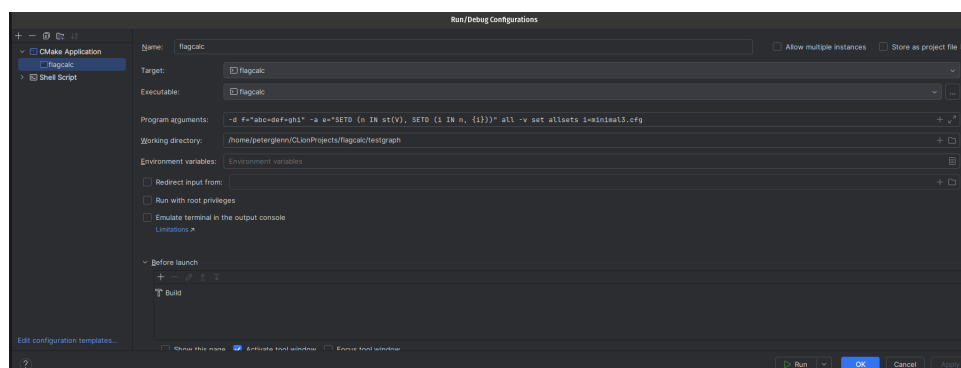 Run/Debug Configurations
CMake Application
flagcalc
Shell Script
Name: flagcalc
Allow multiple instances
Store as project file
Target: flagcalc
Executable: flagcalc
Program arguments: -d f="abc=def=ghi" -a e="SETD (n IN st(V), SETD (i IN n, {i}))" all -v set allsets i=minimal3.cfg
Working directory: /home/peterglenn/CLionProjects/flagcalc/testgraph
Environment variables: Environment variables
Redirect input from:
Run with root privileges
Emulate terminal in the output console
Limitations ↗
Before launch
Build
Edit configuration templates...
Show this page Activate tool window Focus tool window
? Run OK Cancel Apply